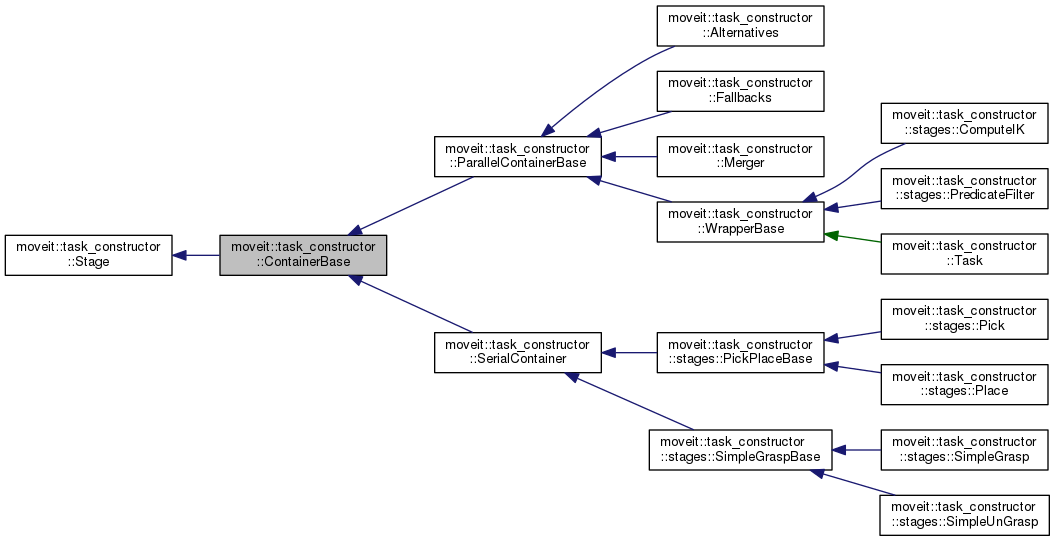 moveit::task_constructor
::Alternatives
moveit::task_constructor
::Fallbacks
moveit::task_constructor
::stages::ComputeIK
moveit::task_constructor
::ParallelContainerBase
moveit::task_constructor
::Merger
moveit::task_constructor
::stages::PredicateFilter
moveit::task_constructor
::WrapperBase
moveit::task_constructor
::Stage
moveit::task_constructor
::ContainerBase
moveit::task_constructor
::Task
moveit::task_constructor
::stages::Pick
moveit::task_constructor
::SerialContainer
moveit::task_constructor
::stages::PickPlaceBase
moveit::task_constructor
::stages::Place
moveit::task_constructor
::stages::SimpleGraspBase
moveit::task_constructor
::stages::SimpleGrasp
moveit::task_constructor
::stages::SimpleUnGrasp